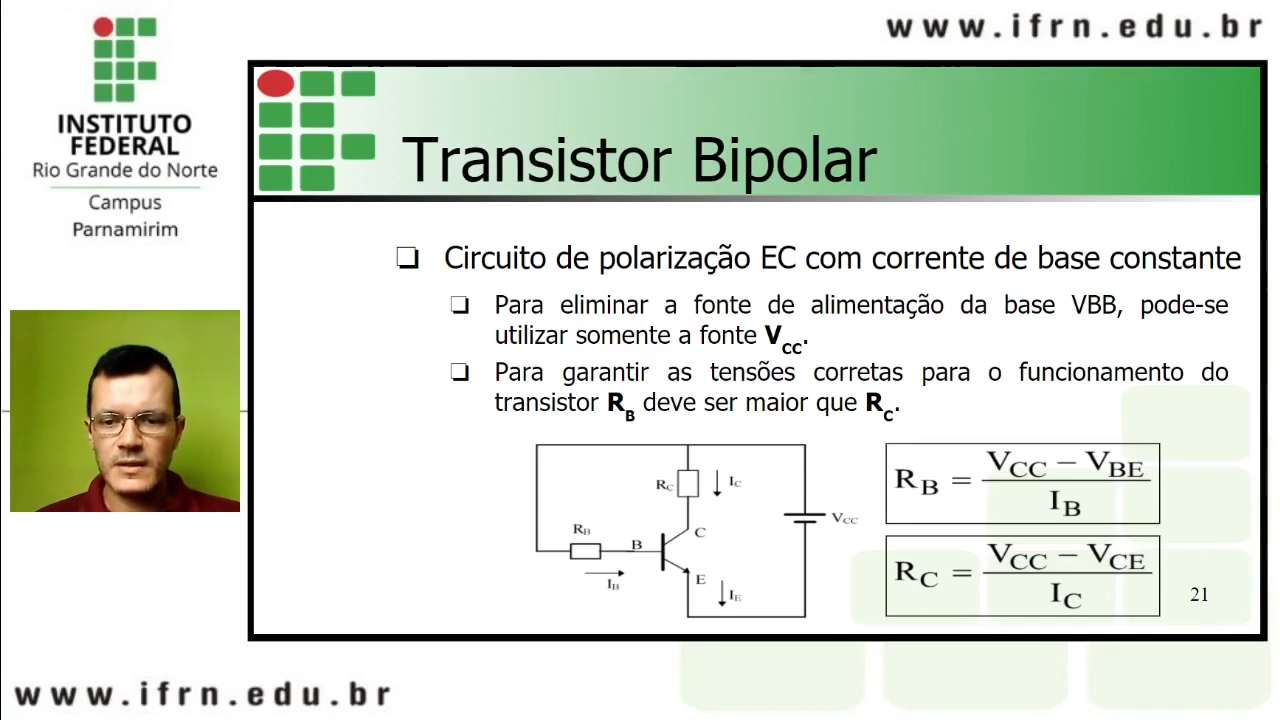 www.ifrn.edu.br
INSTITUTO
FEDERAL
Rio Grande do Norte
Campus
Parnamirim
Transistor Bipolar
❑ Circuito de polarização EC com corrente de base constante
❑ Para eliminar a fonte de alimentação da base VBB, pode-se
utilizar somente a fonte VCC.
❑ Para garantir as tensões corretas para o funcionamento do
transistor RB deve ser maior que RC.
RC
IC
VCC
RB
B
C
IB
E
IE
RB = VCC − VBE
IB
RC = VCC − VCE
IC
21
www.ifrn.edu.br